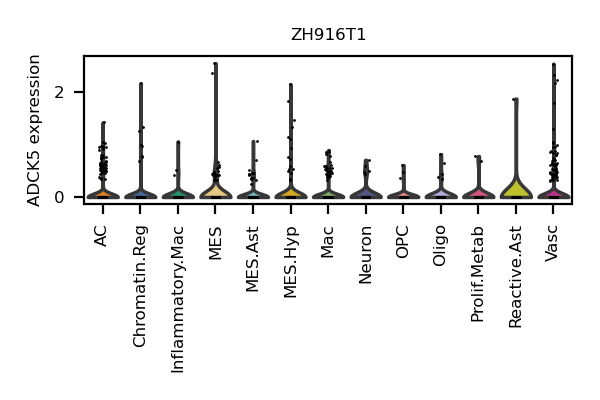 ZH916T1
ADCK5 expression
2
0
AC
Chromatin.Reg
Inflammatory.Mac
MES
MES.Ast
MES.Hyp
Mac
Neuron
OPC
Oligo
Prolif.Metab
Reactive.Ast
Vasc